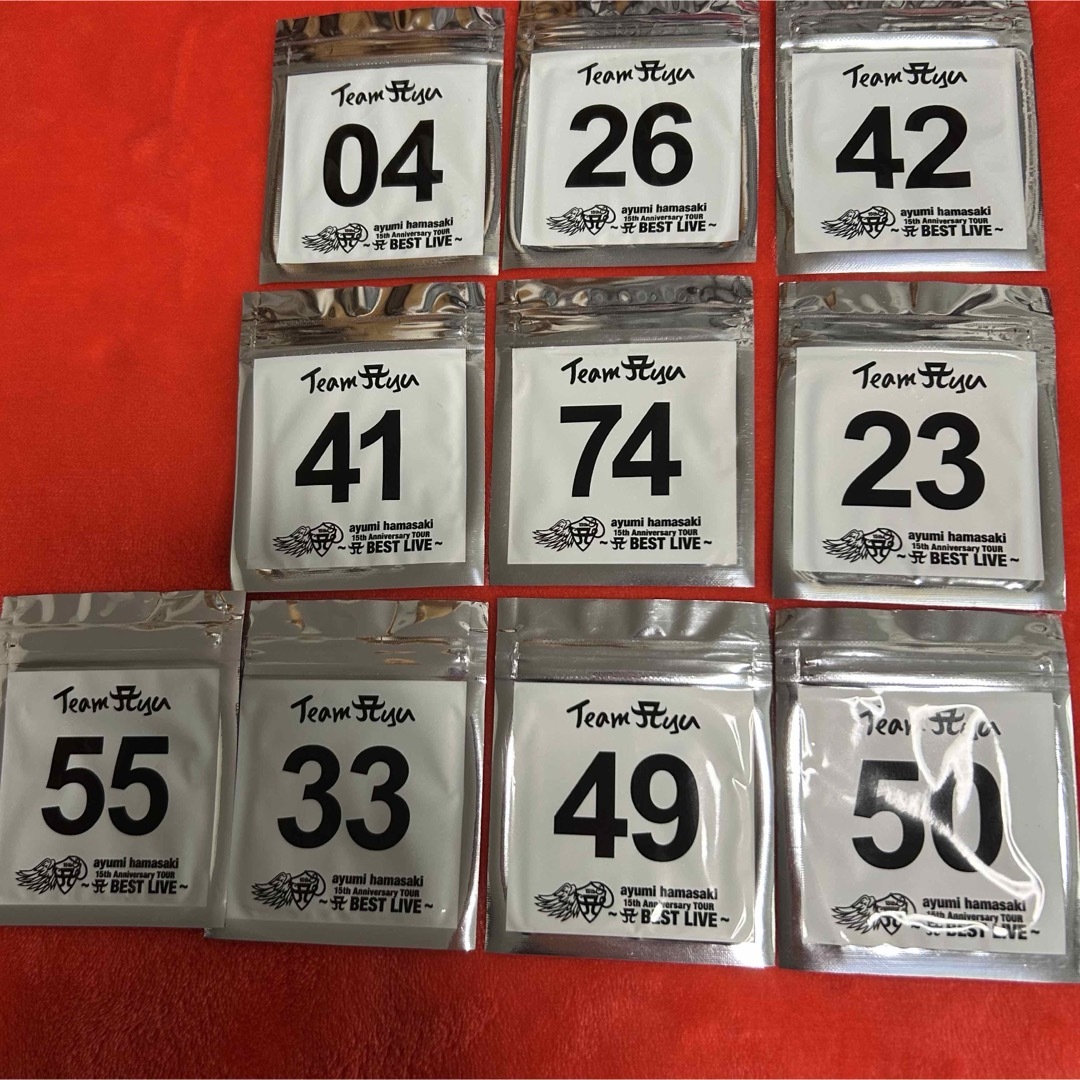 Team Ayu
04
ayumi hamasaki
15th Anniversary TOUR
~ A BEST LIVE ~
Team Ayu
26
ayumi hamasaki
15th Anniversary TOUR
~ A BEST LIVE ~
Team Ayu
42
ayumi hamasaki
15th Anniversary TOUR
~ A BEST LIVE ~
Team Ayu
41
ayumi hamasaki
15th Anniversary TOUR
~ A BEST LIVE ~
Team Ayu
74
ayumi hamasaki
15th Anniversary TOUR
~ A BEST LIVE ~
Team Ayu
23
ayumi hamasaki
15th Anniversary TOUR
~ A BEST LIVE ~
Team Ayu
55
ayumi hamasaki
15th Anniversary TOUR
~ A BEST LIVE ~
Team Ayu
33
ayumi hamasaki
15th Anniversary TOUR
~ A BEST LIVE ~
Team Ayu
49
ayumi hamasaki
15th Anniversary TOUR
~ A BEST LIVE ~
Team Ayu
50
ayumi hamasaki
15th Anniversary TOUR
~ A BEST LIVE ~